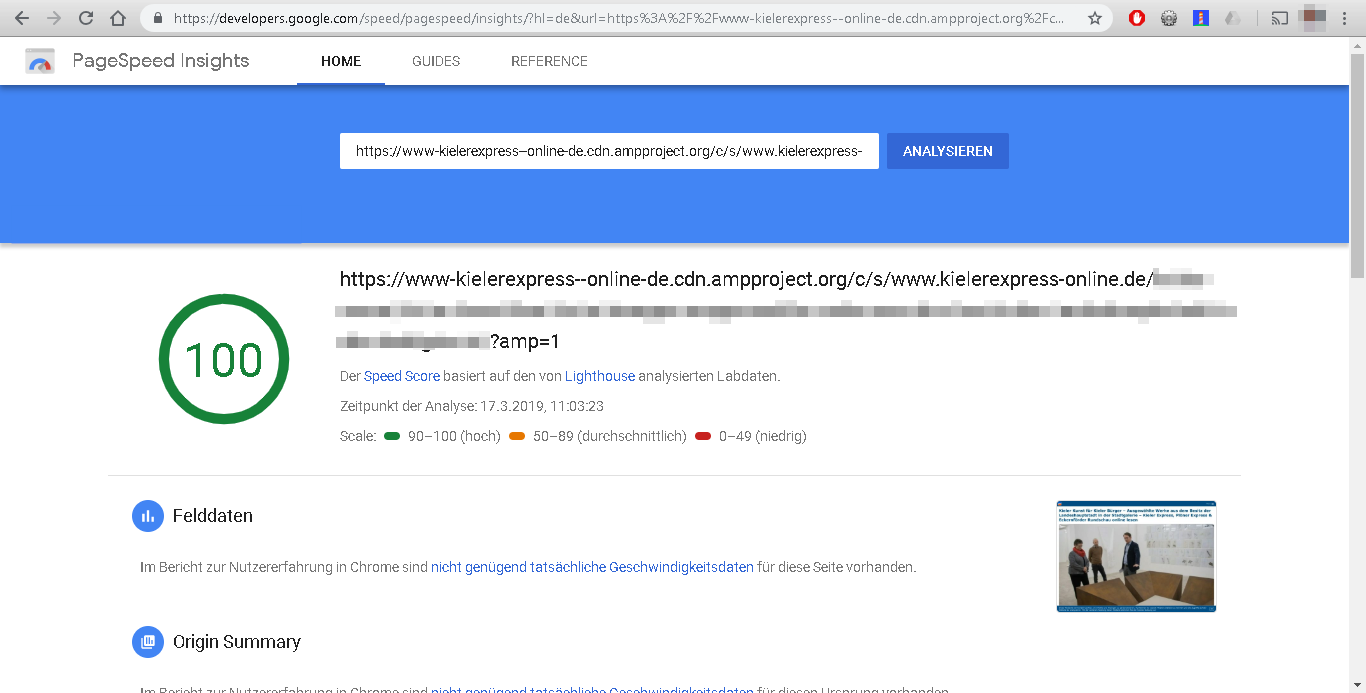 https://developers.google.com/speed/pagespeed/insights/?hl=de&url=https%3A%2F%2Fwww-kielerexpress--online-de.cdn.ampproject.org%2Fc...
PageSpeed Insights
HOME
GUIDES
REFERENCE
https://www-kielerexpress--online-de.cdn.ampproject.org/c/s/www.kielerexpress-
ANALYSIEREN
100
https://www-kielerexpress--online-de.cdn.ampproject.org/c/s/www.kielerexpress-online.de/
?amp=1
Der Speed Score basiert auf den von Lighthouse analysierten Labdaten.
Zeitpunkt der Analyse: 17.3.2019, 11:03:23
Scale: 90–100 (hoch) 50–89 (durchschnittlich) 0–49 (niedrig)
Felddaten
Im Bericht zur Nutzererfahrung in Chrome sind nicht genügend tatsächliche Geschwindigkeitsdaten für diese Seite vorhanden.
Kieler Kunst für Kieler Bürger – Ausgewählte Werke aus dem Besitz der
Landeshauptstadt in der Stadtgalerie – Kieler Express, Plöner Express &
Eckernförder Rundschau online lesen
Origin Summary
Im Bericht zur Nutzererfahrung in Chrome sind nicht genügend tatsächliche Geschwindigkeitsdaten für diesen Ursprung vorhanden.